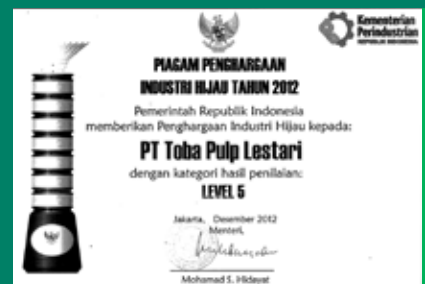 Kementerian
Perindustrian
REPUBLIK INDONESIA
PIAGAM PENGHARGAAN
INDUSTRI HIJAU TAHUN 2012
Pemerintah Republik Indonesia
memberikan Penghargaan Industri Hijau kepada:
PT Toba Pulp Lestari
dengan kategori hasil penilaian:
LEVEL 5
Jakarta, Desember 2012
Menteri,
Mohamad S. Hidayat